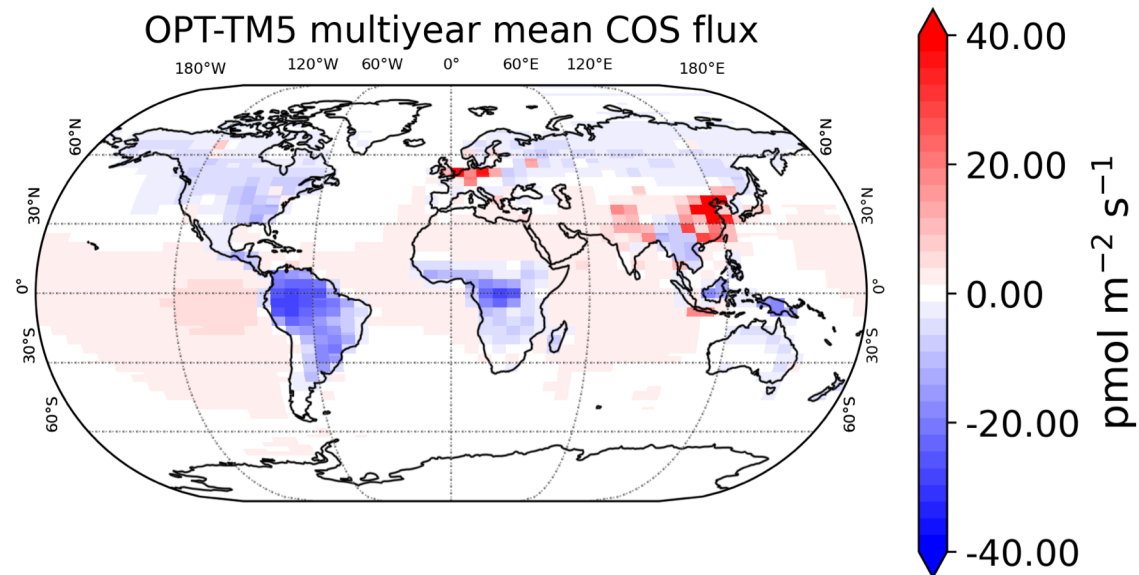 OPT-TM5 multiyear mean COS flux
180°W 120°W 60°W 0° 60°E 120°E 180°E
60°N 60°N
30°N 30°N
0° 0°
30°S 30°S
60°S 60°S
40.00
20.00
0.00
-20.00
-40.00
pmol m⁻² s⁻¹